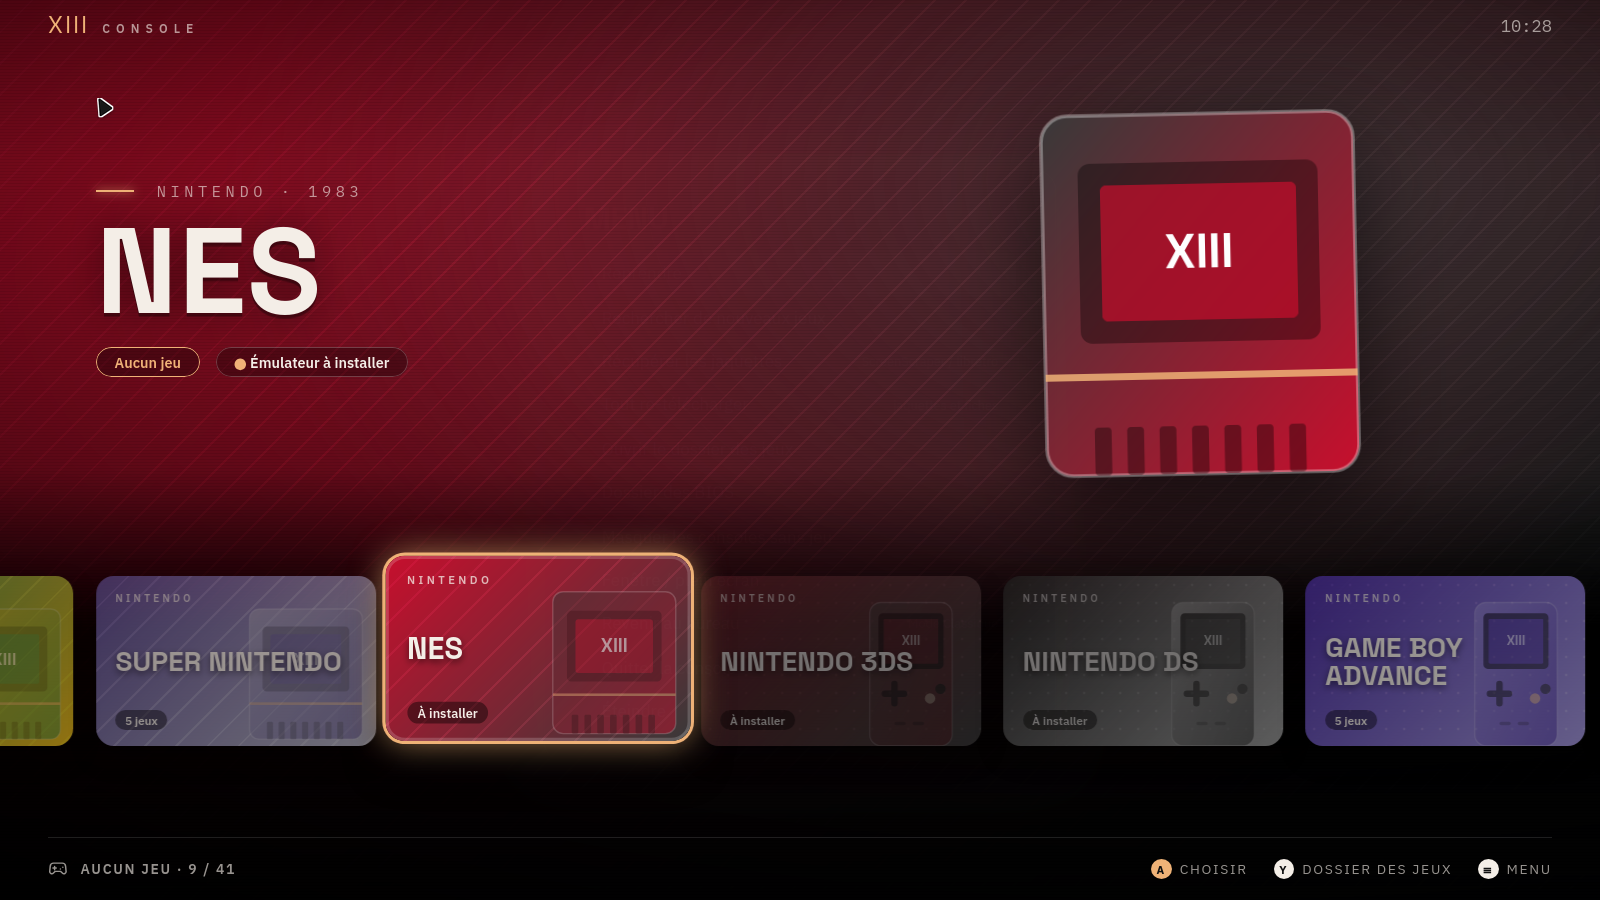 XIII CONSOLE
10:28
NINTENDO · 1983
NES
Aucun jeu
Émulateur à installer
XIII
XIII
NINTENDO
SUPER NINTENDO
5 jeux
NINTENDO
NES
XIII
À installer
NINTENDO
NINTENDO 3DS
XIII
À installer
NINTENDO
NINTENDO DS
XIII
À installer
NINTENDO
GAME BOY
ADVANCE
XIII
5 jeux
AUCUN JEU · 9 / 41
A CHOISIR
Y DOSSIER DES JEUX
MENU